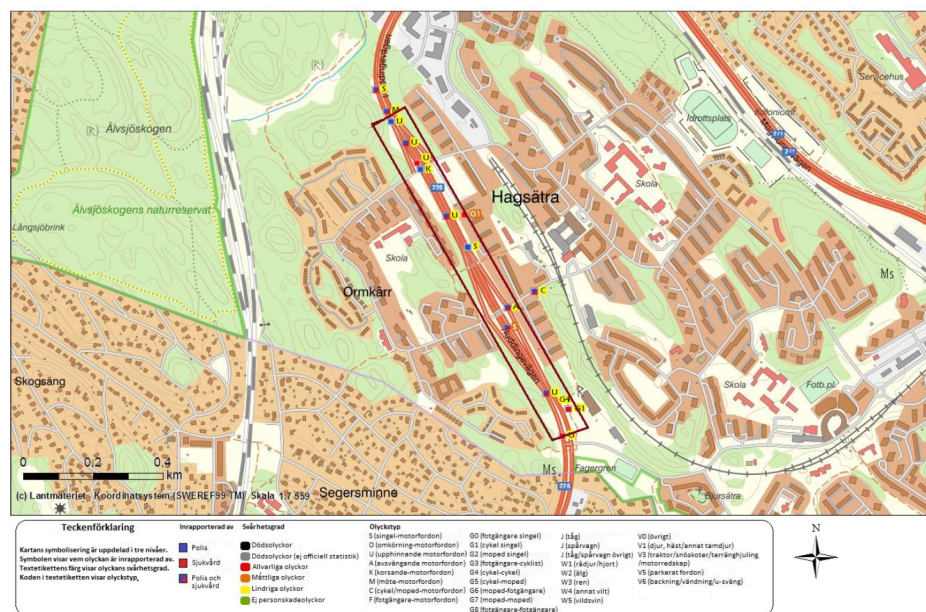 Huddingevägen
S
M
U
U
U
K
226
Hagsätra
U
G1
S
C
A
S
Huddingevägen
U
G4
G1
U
226
(R)
Älvsjöskogen
(R)
Älvsjöskogens naturreservat
Långsjöbrink
Skola
Ormkärr
Skogsäng
Idrottsplats
Koloniomr.
271
271
Servicehus
Skola
Ms
Skola
Fotb.pl.
Ms
Fagergren
Bjursätra
Segersminne
0 0,2 0,4
km
(c) Lantmäteriet Koordinatsystem (SWEREF99 TM) Skala 1:7 559
Teckenförklaring
Kartans symbolisering är uppdelad i tre nivåer.
Symbolen visar vem olyckan är inrapporterad av.
Textetikettens färg visar olyckans svårhetsgrad.
Koden i textetiketten visar olyckstyp,
Inrapporterad av
Polis
Sjukvård
Polis och
sjukvård
Svårhetsgrad
Dödsolyckor
Dödsolyckor (ej officiell statistik)
Allvarliga olyckor
Måttliga olyckor
Lindriga olyckor
Ej personskadeolyckor
Olyckstyp
S (singel-motorfordon)
O (omkörning-motorfordon)
U (upphinnande motorfordon)
A (avsvängande motorfordon)
K (korsande-motorfordon)
M (möte-motorfordon)
C (cykel/moped-motorfordon)
F (fotgängare-motorfordon)
G0 (fotgängare singel)
G1 (cykel singel)
G2 (moped singel)
G3 (fotgängare-cyklist)
G4 (cykel-cykel)
G5 (cykel-moped)
G6 (moped-fotgängare)
G7 (moped-moped)
G8 (fotgängare-fotgängare)
J (tåg)
J (spårvagn)
J (tåg/spårvagn övrigt)
W1 (rådjur/hjort)
W2 (älg)
W3 (ren)
W4 (annat vilt)
W5 (vildsvin)
V0 (övrigt)
V1 (djur, häst/annat tamdjur)
V3 (traktor/snöskoter/terränghjuling
/motorredskap)
V5 (parkerat fordon)
V6 (backning/vändning/u-sväng)
N